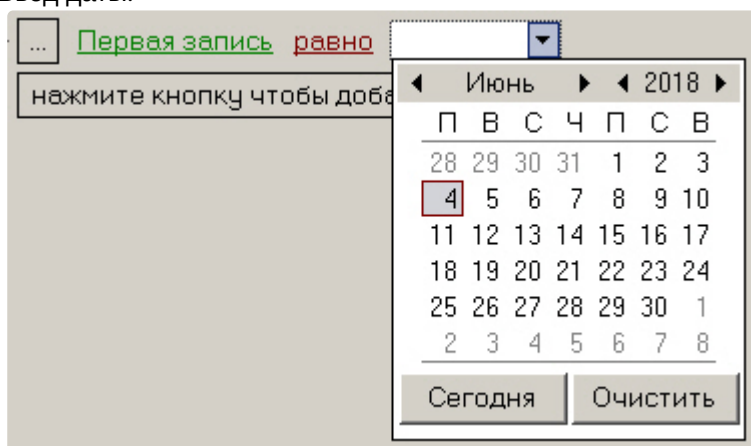 ... Первая запись равно
нажмите кнопку чтобы
Июнь 2018
П В С Ч П С В
28 29 30 31 1 2 3
4 5 6 7 8 9 10
11 12 13 14 15 16 17
18 19 20 21 22 23 24
25 26 27 28 29 30 1
2 3 4 5 6 7 8
Сегодня Очистить